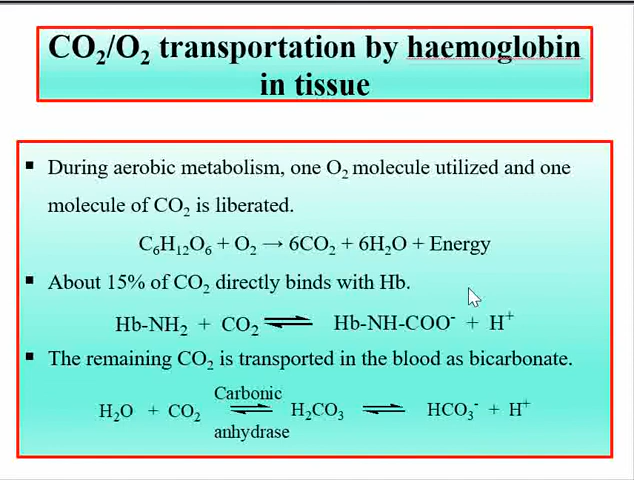 CO₂/O₂ transportation by haemoglobin
in tissue
▪ During aerobic metabolism, one O₂ molecule utilized and one
molecule of CO₂ is liberated.
C₆H₁₂O₆ + O₂ → 6CO₂ + 6H₂O + Energy
▪ About 15% of CO₂ directly binds with Hb.
Hb-NH₂ + CO₂ ⇌ Hb-NH-COO⁻ + H⁺
▪ The remaining CO₂ is transported in the blood as bicarbonate.
Carbonic
H₂O + CO₂ ⇌ H₂CO₃ ⇌ HCO₃⁻ + H⁺
anhydrase